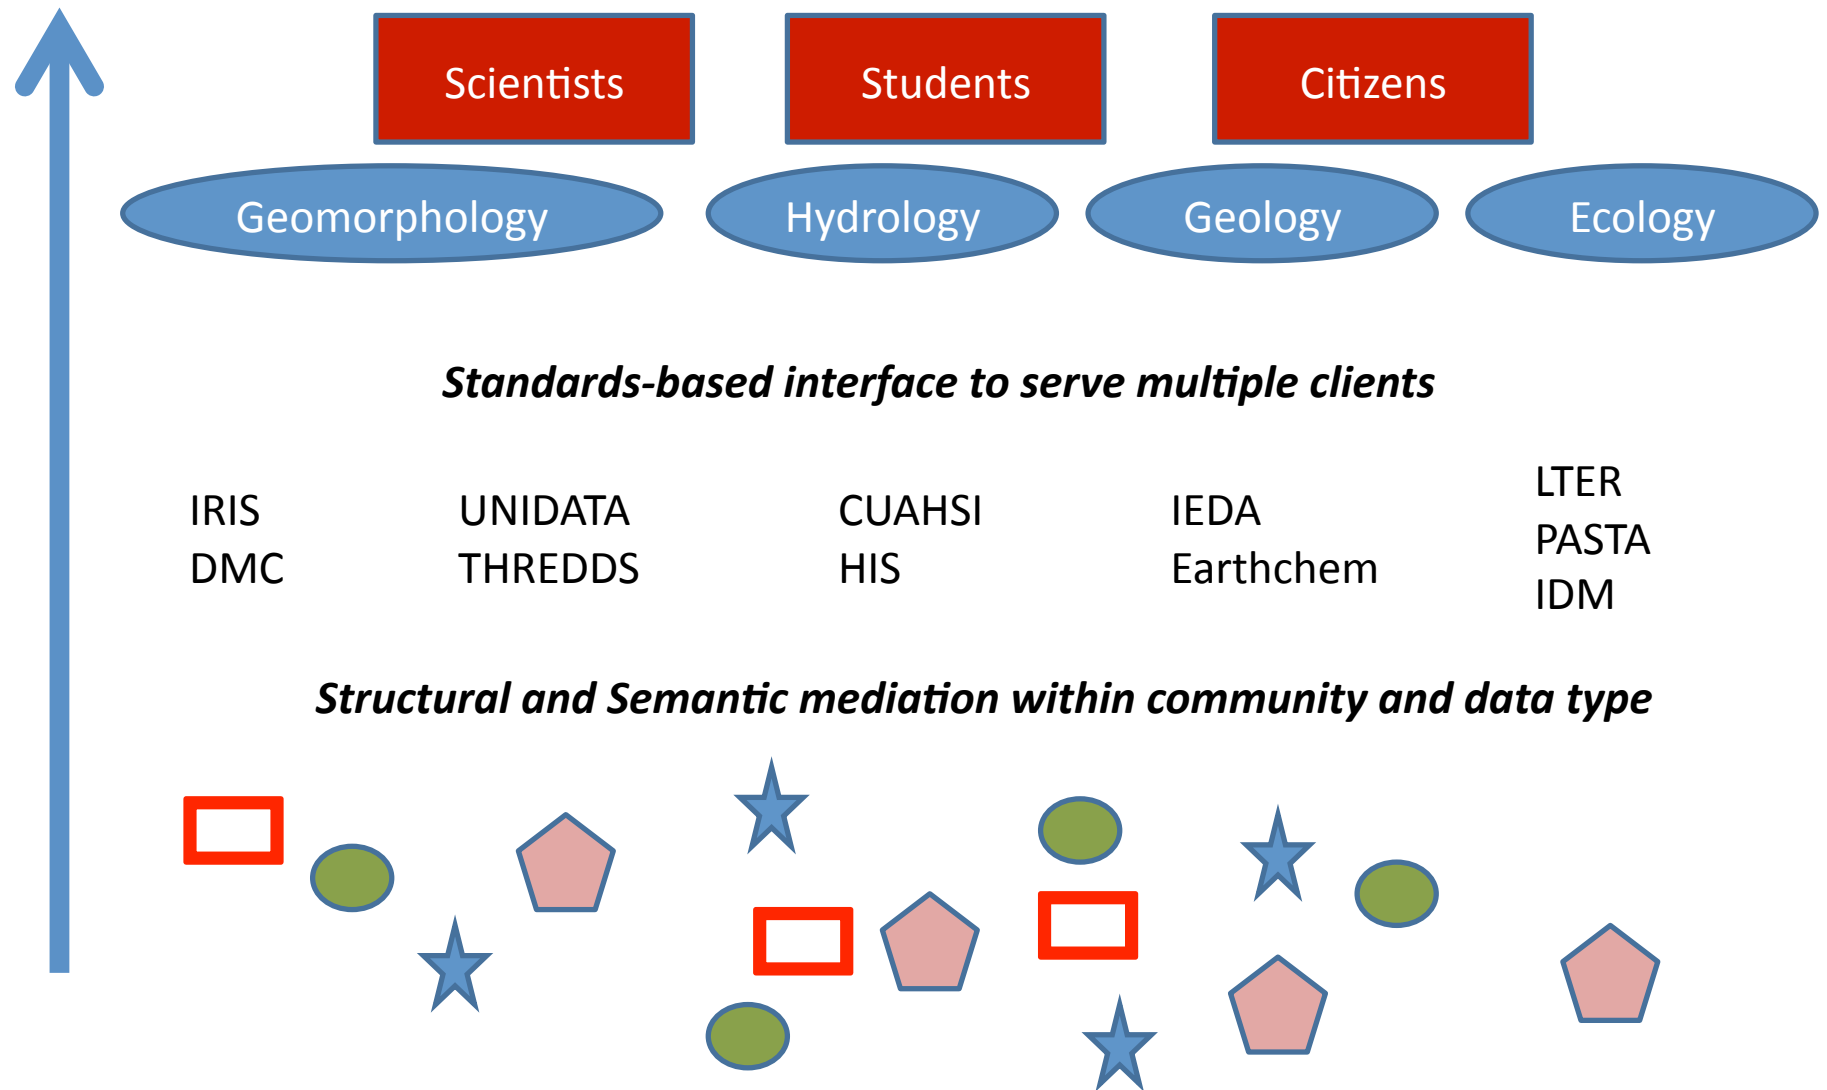 Scientists
Students
Citizens
Geomorphology
Hydrology
Geology
Ecology
Standards-based interface to serve multiple clients
IRIS
DMC
UNIDATA
THREDDS
CUAHSI
HIS
IEDA
Earthchem
LTER
PASTA
IDM
Structural and Semantic mediation within community and data type